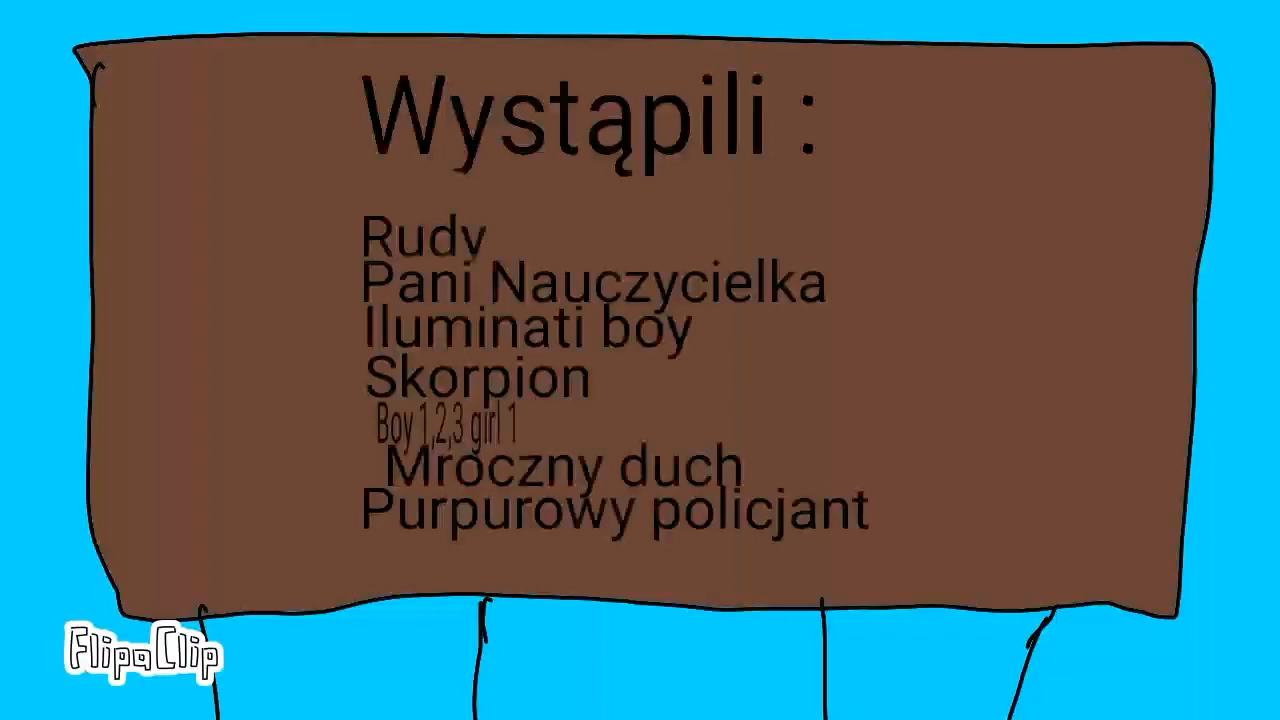 Wystąpili :
Rudy
Pani Nauczycielka
Iluminati boy
Skorpion
Boy 1,2,3 girl 1
Mroczny duch
Purpurowy policjant
FlipaClip